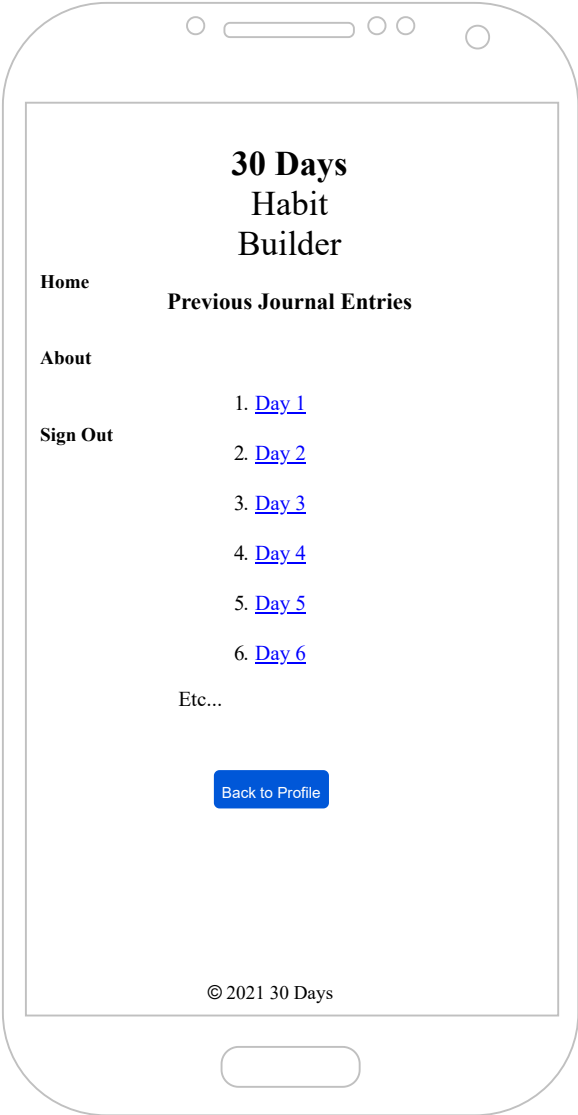 30 Days
Habit
Builder
Home
Previous Journal Entries
About
1. Day 1
Sign Out
2. Day 2
3. Day 3
4. Day 4
5. Day 5
6. Day 6
Etc...
Back to Profile
© 2021 30 Days